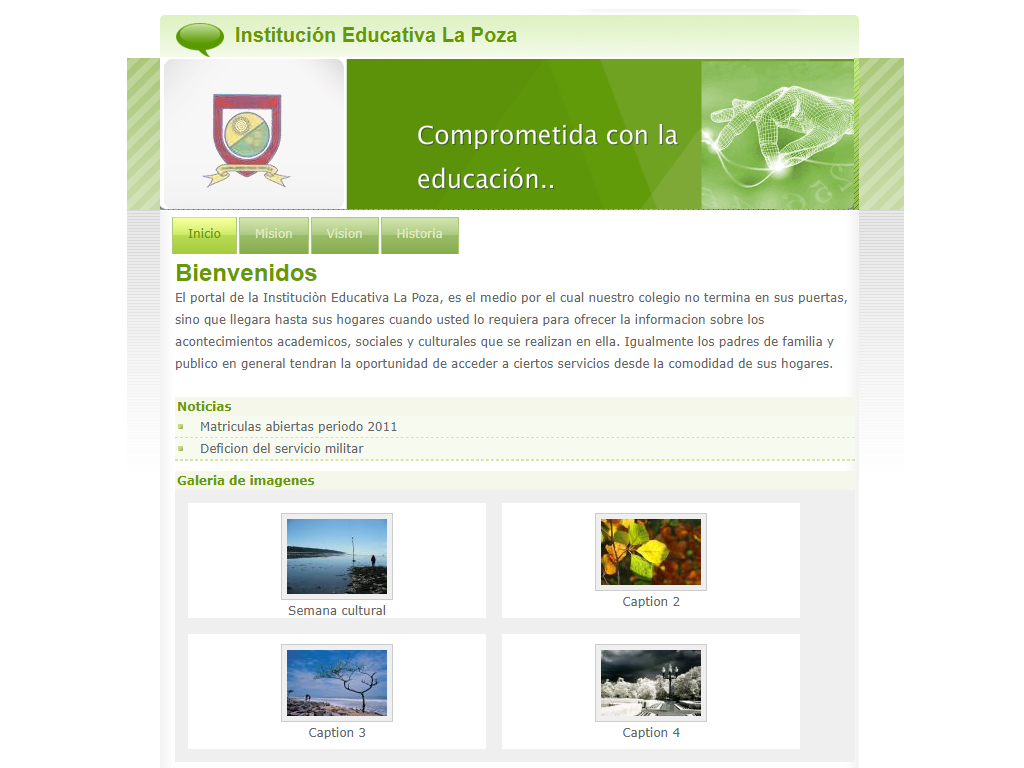 Institución Educativa La Poza
Comprometida con la
educación..
Inicio
Mision
Vision
Historia
Bienvenidos
El portal de la Instituciòn Educativa La Poza, es el medio por el cual nuestro colegio no termina en sus puertas,
sino que llegara hasta sus hogares cuando usted lo requiera para ofrecer la informacion sobre los
acontecimientos academicos, sociales y culturales que se realizan en ella. Igualmente los padres de familia y
publico en general tendran la oportunidad de acceder a ciertos servicios desde la comodidad de sus hogares.
Noticias
Matriculas abiertas periodo 2011
Deficion del servicio militar
Galeria de imagenes
Semana cultural
Caption 2
Caption 3
Caption 4